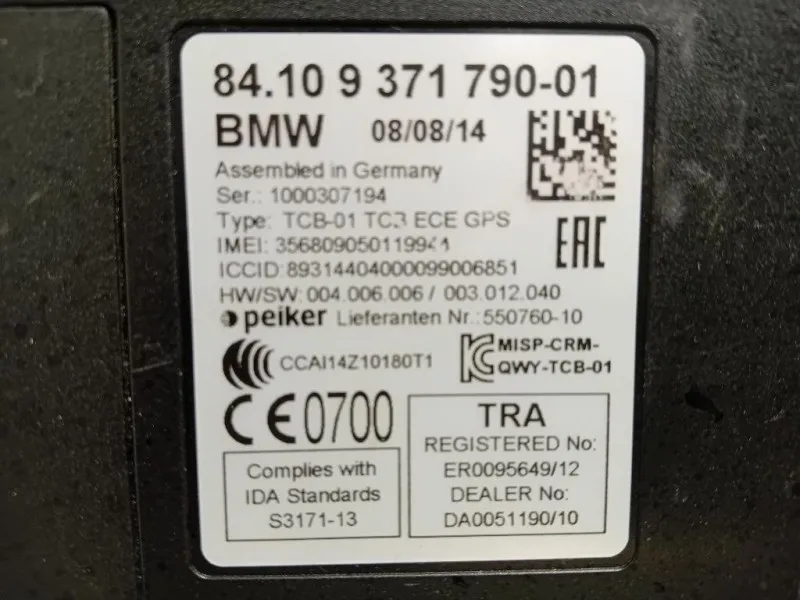 84.10 9 371 790-01
BMW 08/08/14
Assembled in Germany
Ser.: 1000307194
Type: TCB-01 ECE GPS
IMEI:
ICCID: 89314404000099006851
HW/SW: 004.006.006 / 003.012.040
peiker Lieferanten Nr.: 550760-10
EAC
CCAI14Z10180T1
MISP-CRM-
QWY-TCB-01
CE0700
Complies with
IDA Standards
S3171-13
TRA
REGISTERED No:
ER0095649/12
DEALER No:
DA0051190/10